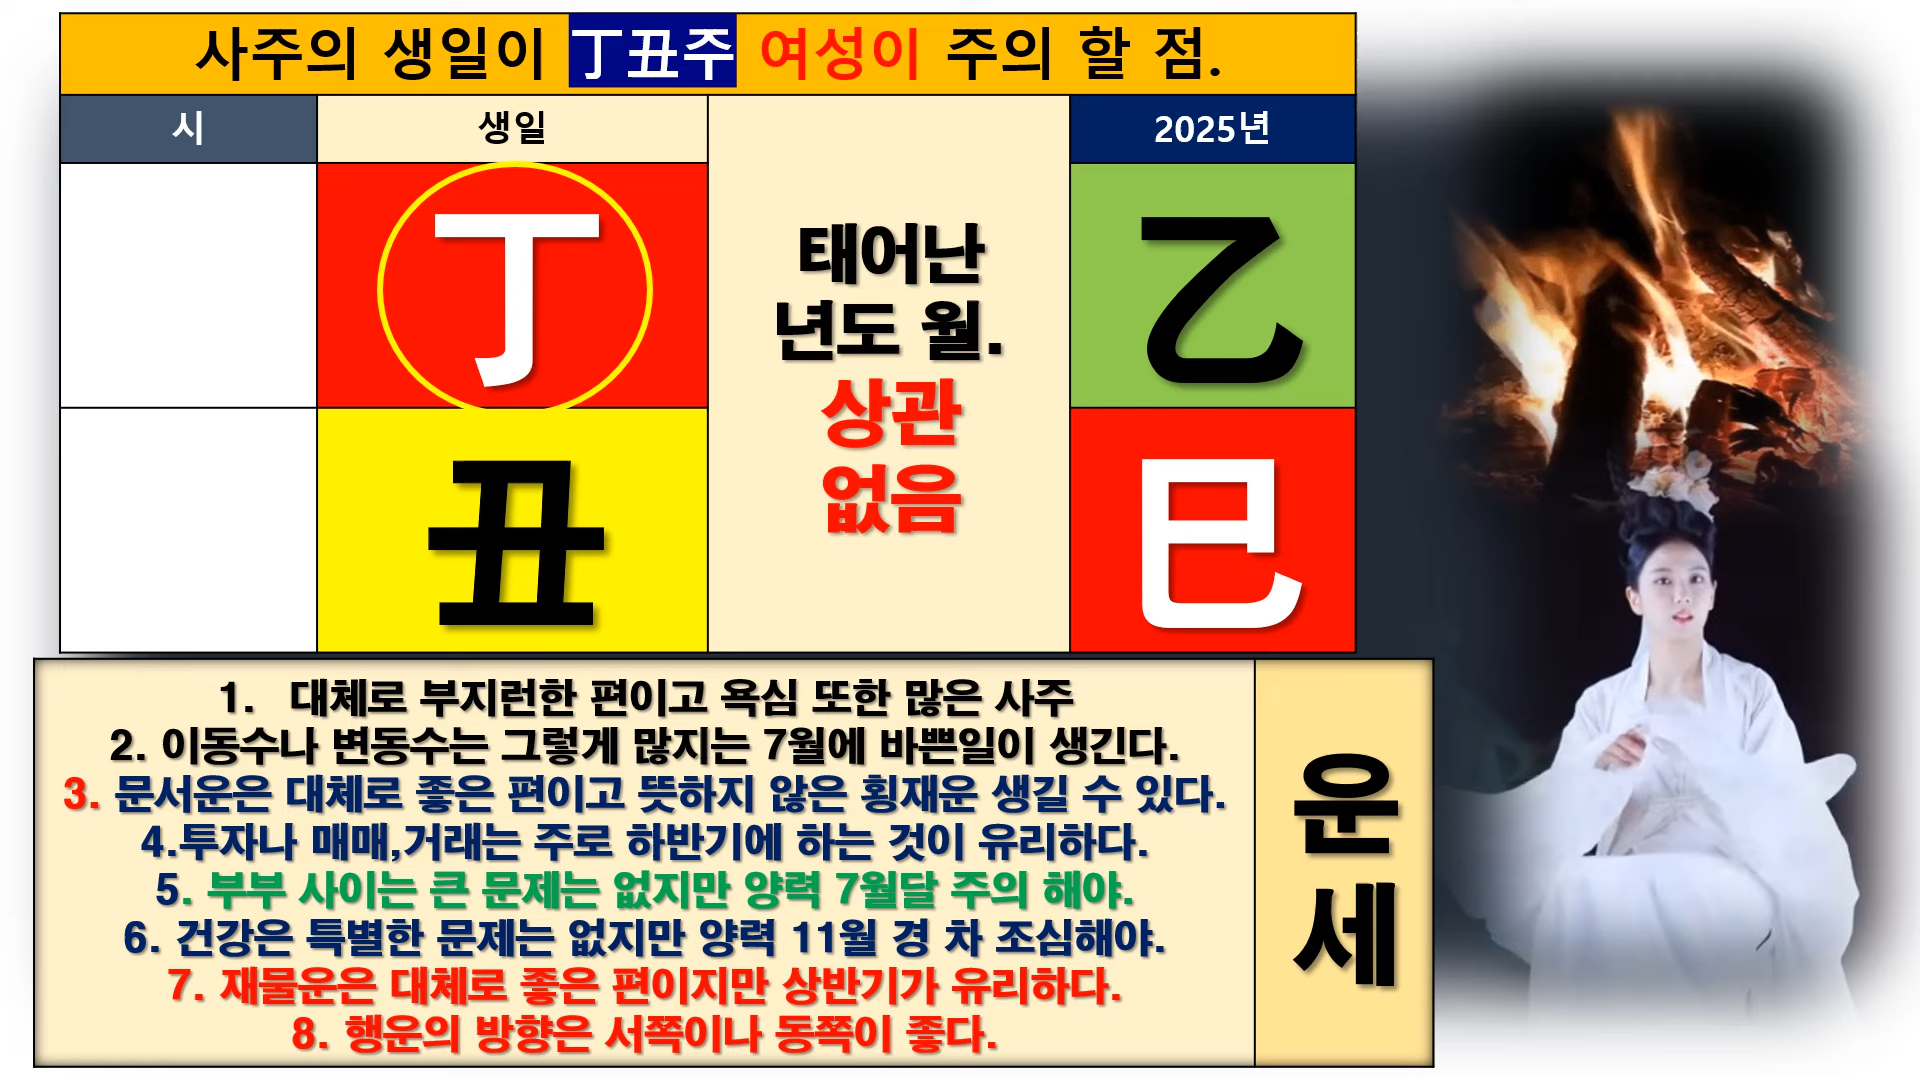 사주의 생일이 丁丑주 여성이 주의 할 점.
시
생일
2025년
丁
丑
태어난
년도 월.
상관
없음
乙
巳
1. 대체로 부지런한 편이고 욕심 또한 많은 사주
2. 이동수나 변동수는 그렇게 많지는 7월에 바쁜일이 생긴다.
3. 문서운은 대체로 좋은 편이고 뜻하지 않은 횡재운 생길 수 있다.
4.투자나 매매,거래는 주로 하반기에 하는 것이 유리하다.
5. 부부 사이는 큰 문제는 없지만 양력 7월달 주의 해야.
6. 건강은 특별한 문제는 없지만 양력 11월 경 차 조심해야.
7. 재물운은 대체로 좋은 편이지만 상반기가 유리하다.
8. 행운의 방향은 서쪽이나 동쪽이 좋다.
운
세